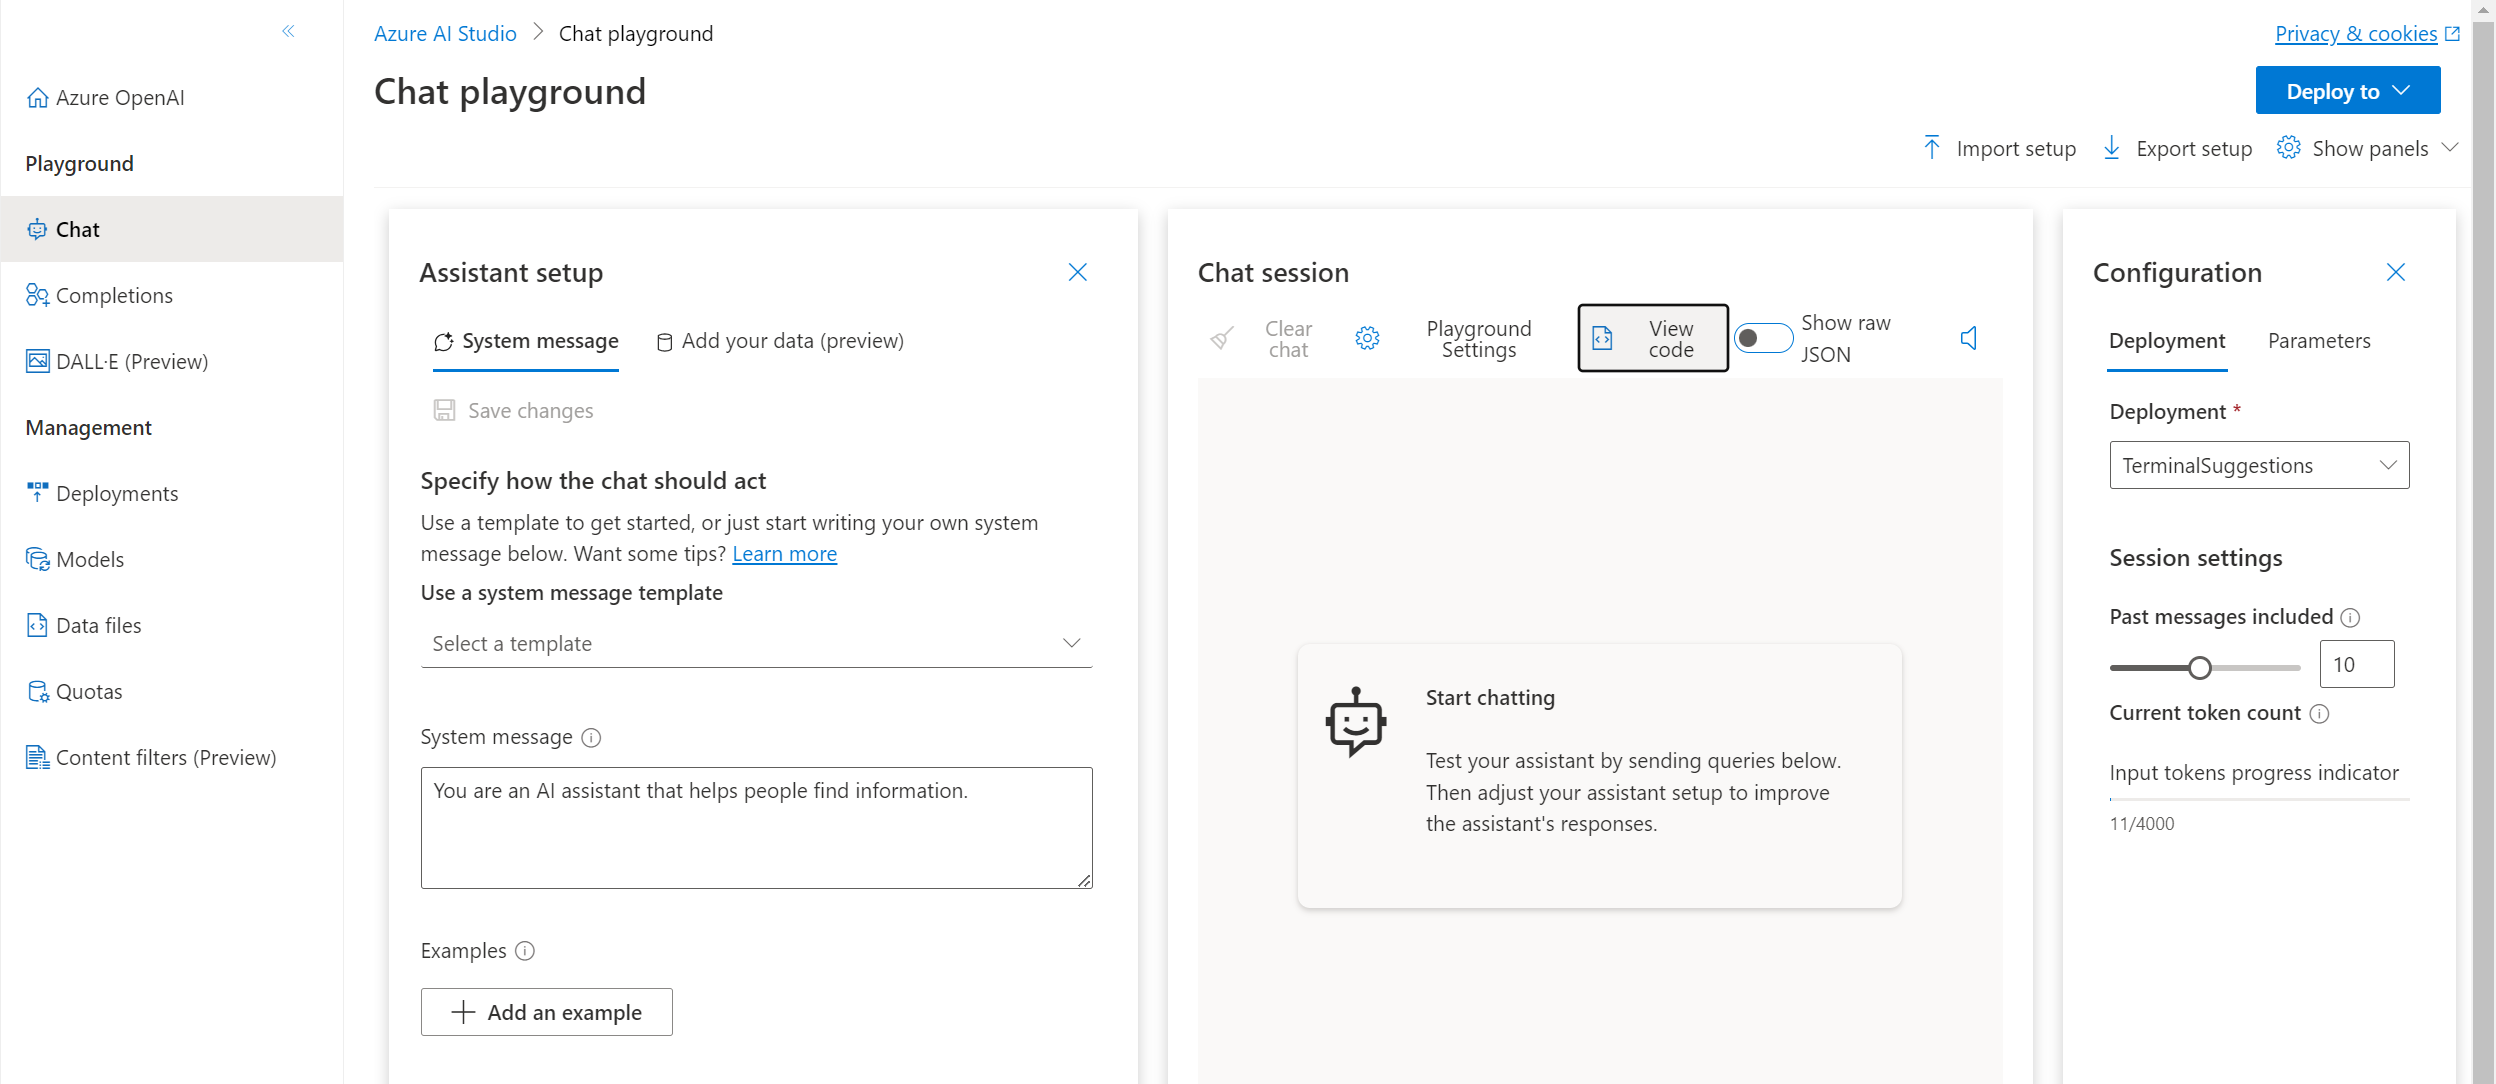 Azure OpenAI
Playground
Chat
Completions
DALL·E (Preview)
Management
Deployments
Models
Data files
Quotas
Content filters (Preview)
Azure AI Studio
Chat playground
Privacy & cookies
Chat playground
Deploy to
Import setup
Export setup
Show panels
Assistant setup
System message
Add your data (preview)
Save changes
Specify how the chat should act
Use a template to get started, or just start writing your own system
message below. Want some tips? Learn more
Use a system message template
Select a template
System message
You are an AI assistant that helps people find information.
Examples
Add an example
Chat session
Clear
chat
Playground
Settings
View
code
Show raw
JSON
Start chatting
Test your assistant by sending queries below.
Then adjust your assistant setup to improve
the assistant's responses.
Configuration
Deployment
Parameters
Deployment *
TerminalSuggestions
Session settings
Past messages included
10
Current token count
Input tokens progress indicator
11/4000